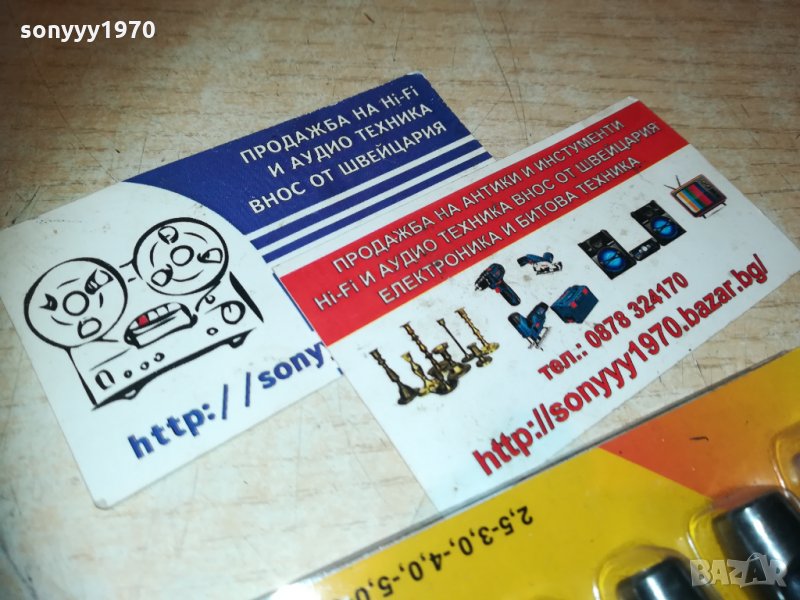 sonyyy1970
ПРОДАЖБА НА Hi-Fi
И АУДИО ТЕХНИКА
ВНОС ОТ ШВЕЙЦАРИЯ
http://sony
ПРОДАЖБА НА АНТИКИ И ИНСТУМЕНТИ
Hi-Fi И АУДИО ТЕХНИКА ВНОС ОТ ШВЕЙЦАРИЯ
ЕЛЕКТРОНИКА И БИТОВА ТЕХНИКА
тел.: 0878 324170
http://sonyyy1970.bazar.bg/
2,5-3,0,-4,0,-5,0
BAZAR